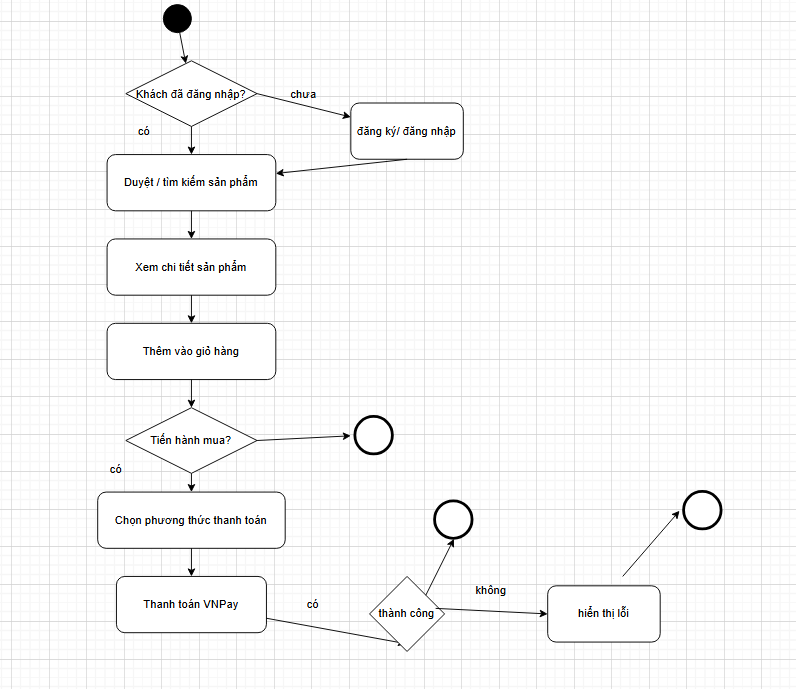 Khách đã đăng nhập?
chưa
có
đăng ký/ đăng nhập
Duyệt / tìm kiếm sản phẩm
Xem chi tiết sản phẩm
Thêm vào giỏ hàng
Tiến hành mua?
có
Chọn phương thức thanh toán
Thanh toán VNPay
có
thành công
không
hiển thị lỗi